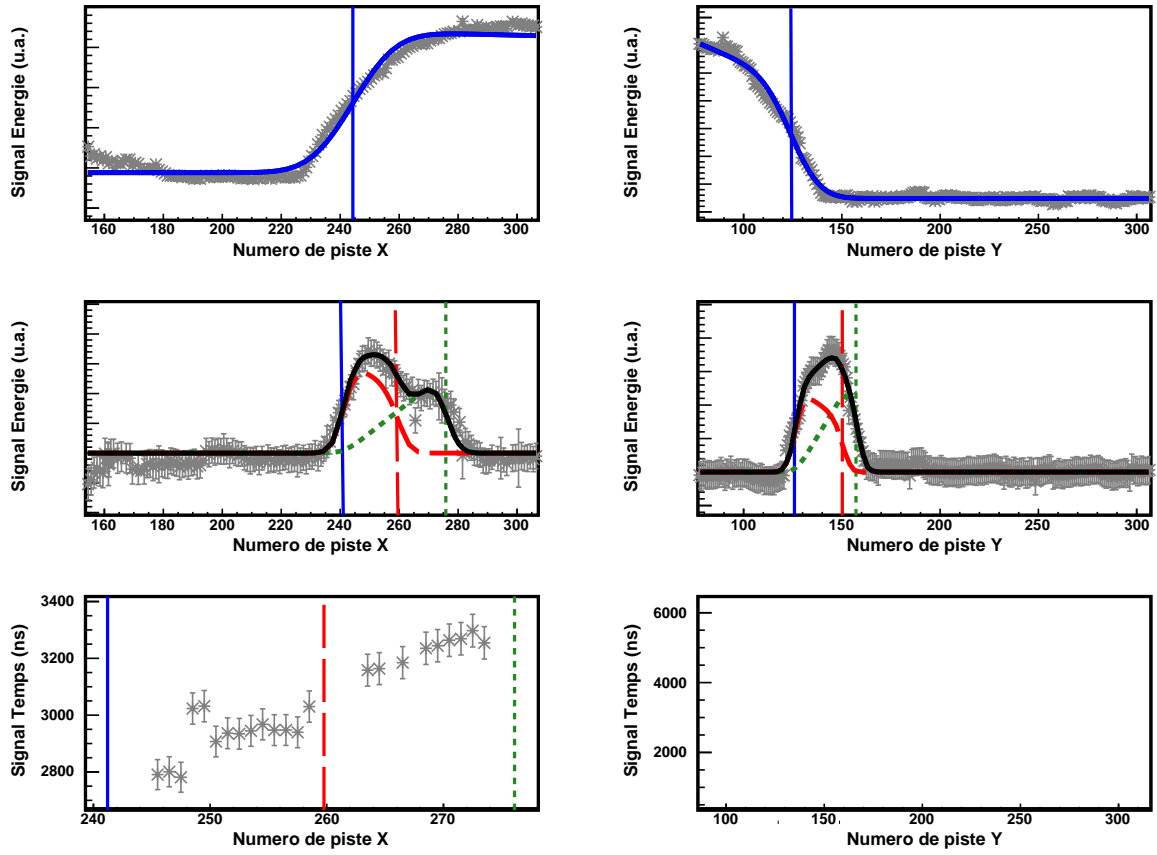 Signal Energie (u.a.)
160 180 200 220 240 260 280 300
Numero de piste X
Signal Energie (u.a.)
100 150 200 250 300
Numero de piste Y
Signal Energie (u.a.)
160 180 200 220 240 260 280 300
Numero de piste X
Signal Energie (u.a.)
100 150 200 250 300
Numero de piste Y
Signal Temps (ns)
3400
3200
3000
2800
240 250 260 270
Numero de piste X
Signal Temps (ns)
6000
4000
2000
100 150 200 250 300
Numero de piste Y